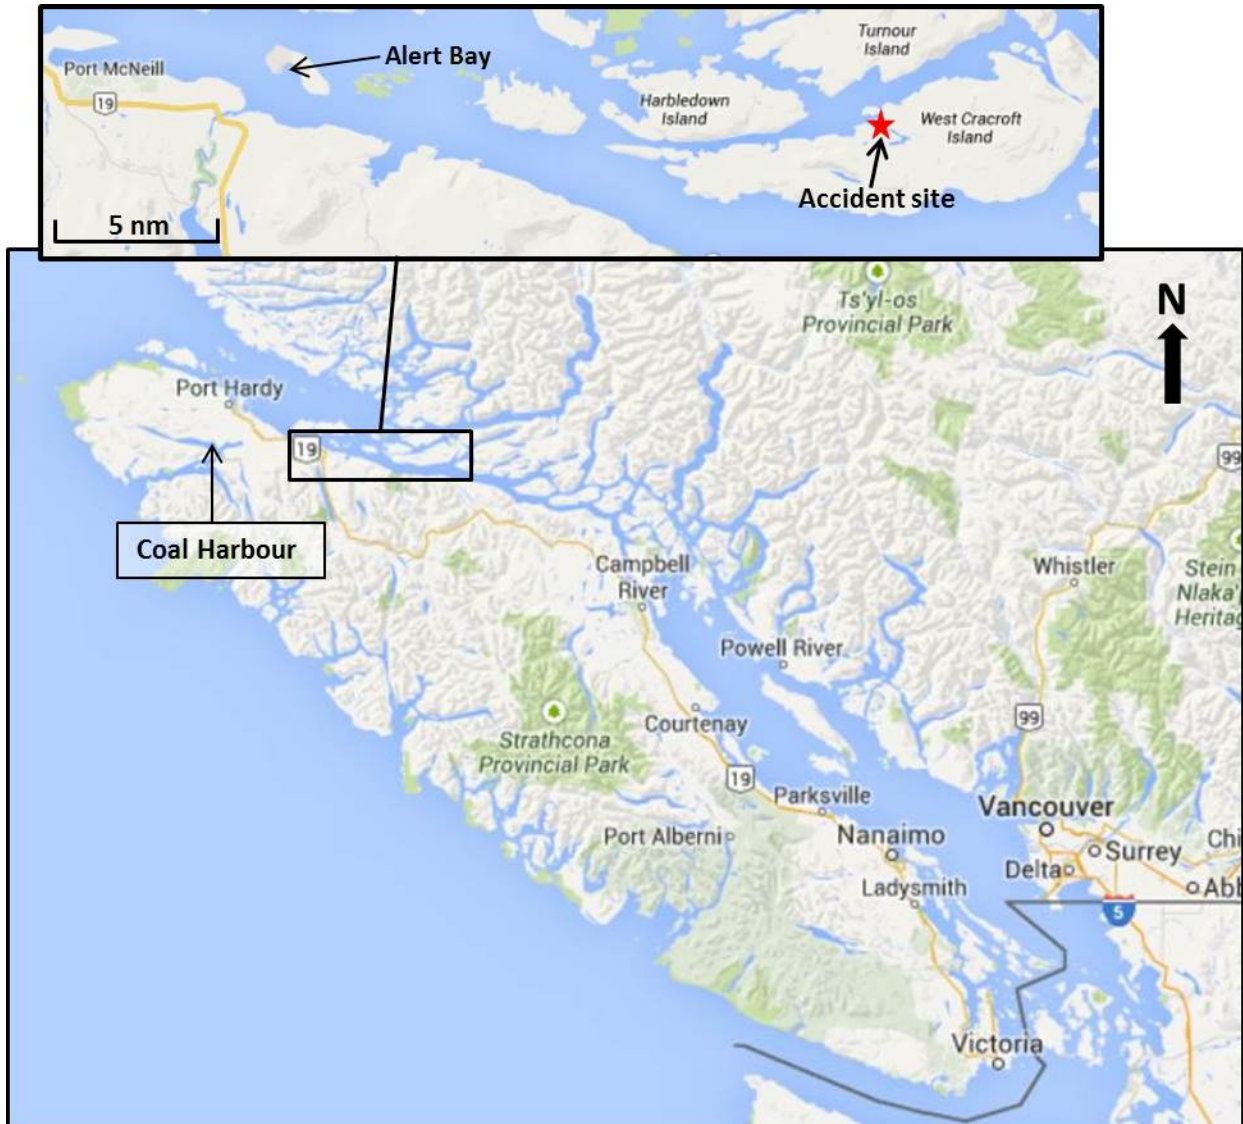 Turnour
Island
Alert Bay
Port McNeill
19
Harbledown
Island
West Cracroft
Island
Accident site
5 nm
Ts'yl-os
Provincial Park
N
Port Hardy
19
99
Coal Harbour
Campbell
River
Whistler
Stein
Nlaka'
Heritag
Powell River
99
Courtenay
Strathcona
Provincial Park
19
Parksville
Vancouver
Port Alberni
Nanaimo
Surrey
Chi
Delta
Abb
Ladysmith
5
Victoria